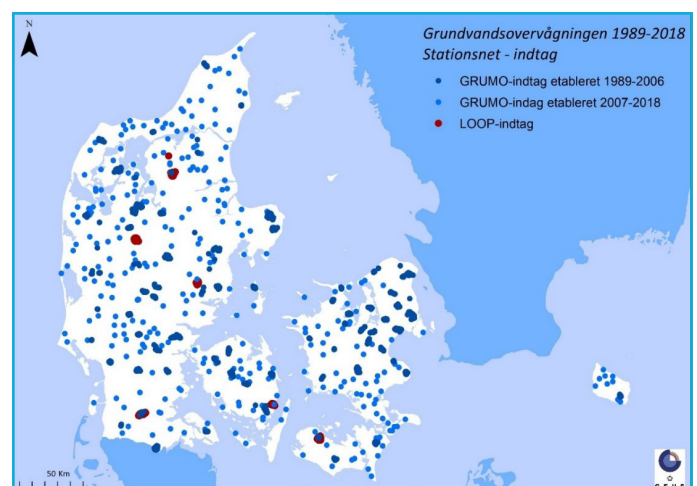 N
Grundvandsovervågningen 1989-2018
Stationsnet - indtag
GRUMO-indtag etableret 1989-2006
GRUMO-indag etableret 2007-2018
LOOP-indtag
50 Km